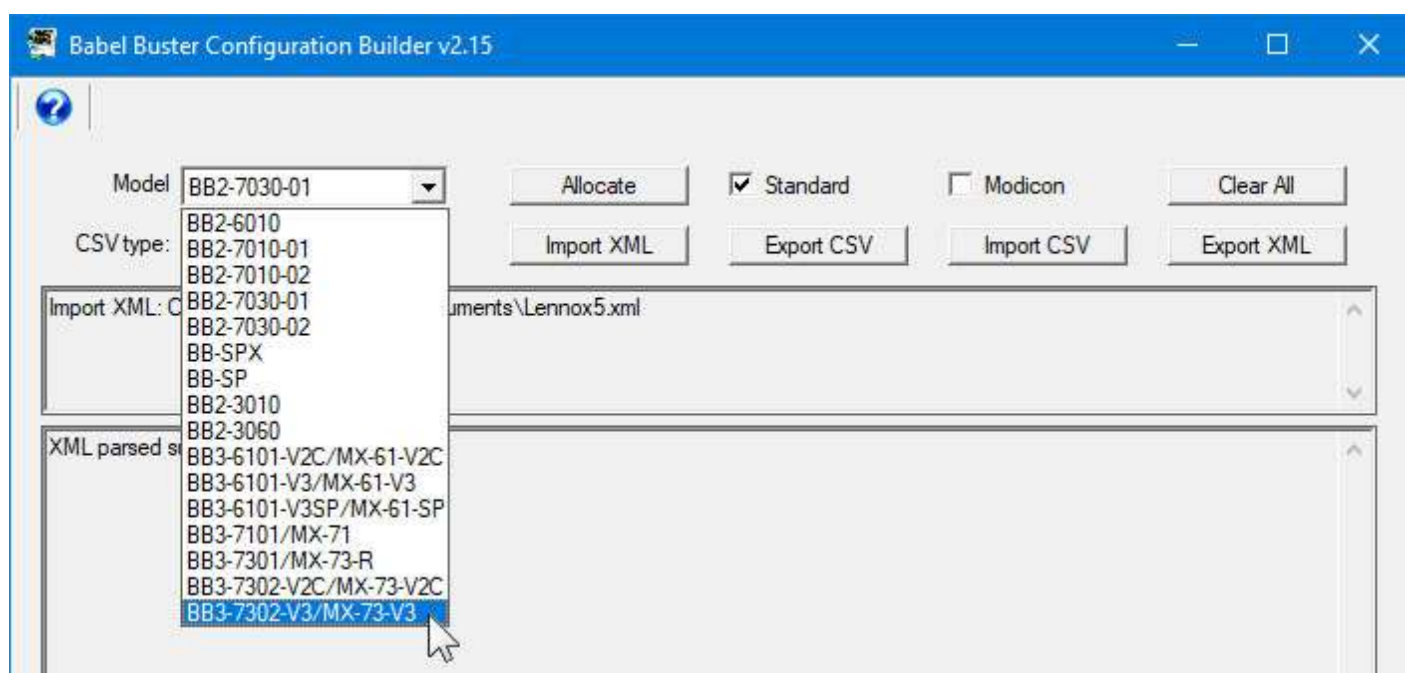 Babel Buster Configuration Builder v2.15
Model BB2-7030-01 Allocate Standard Modicon Clear All
CSV type: Import XML Export CSV Import CSV Export XML
BB2-6010
BB2-7010-01
BB2-7010-02
BB2-7030-01
BB2-7030-02
BB-SPX
BB-SP
BB2-3010
BB2-3060
BB3-6101-V2C/MX-61-V2C
BB3-6101-V3/MX-61-V3
BB3-6101-V3SP/MX-61-SP
BB3-7101/MX-71
BB3-7301/MX-73-R
BB3-7302-V2C/MX-73-V2C
BB3-7302-V3/MX-73-V3
Import XML: C uments\Lennox5.xml
XML parsed s